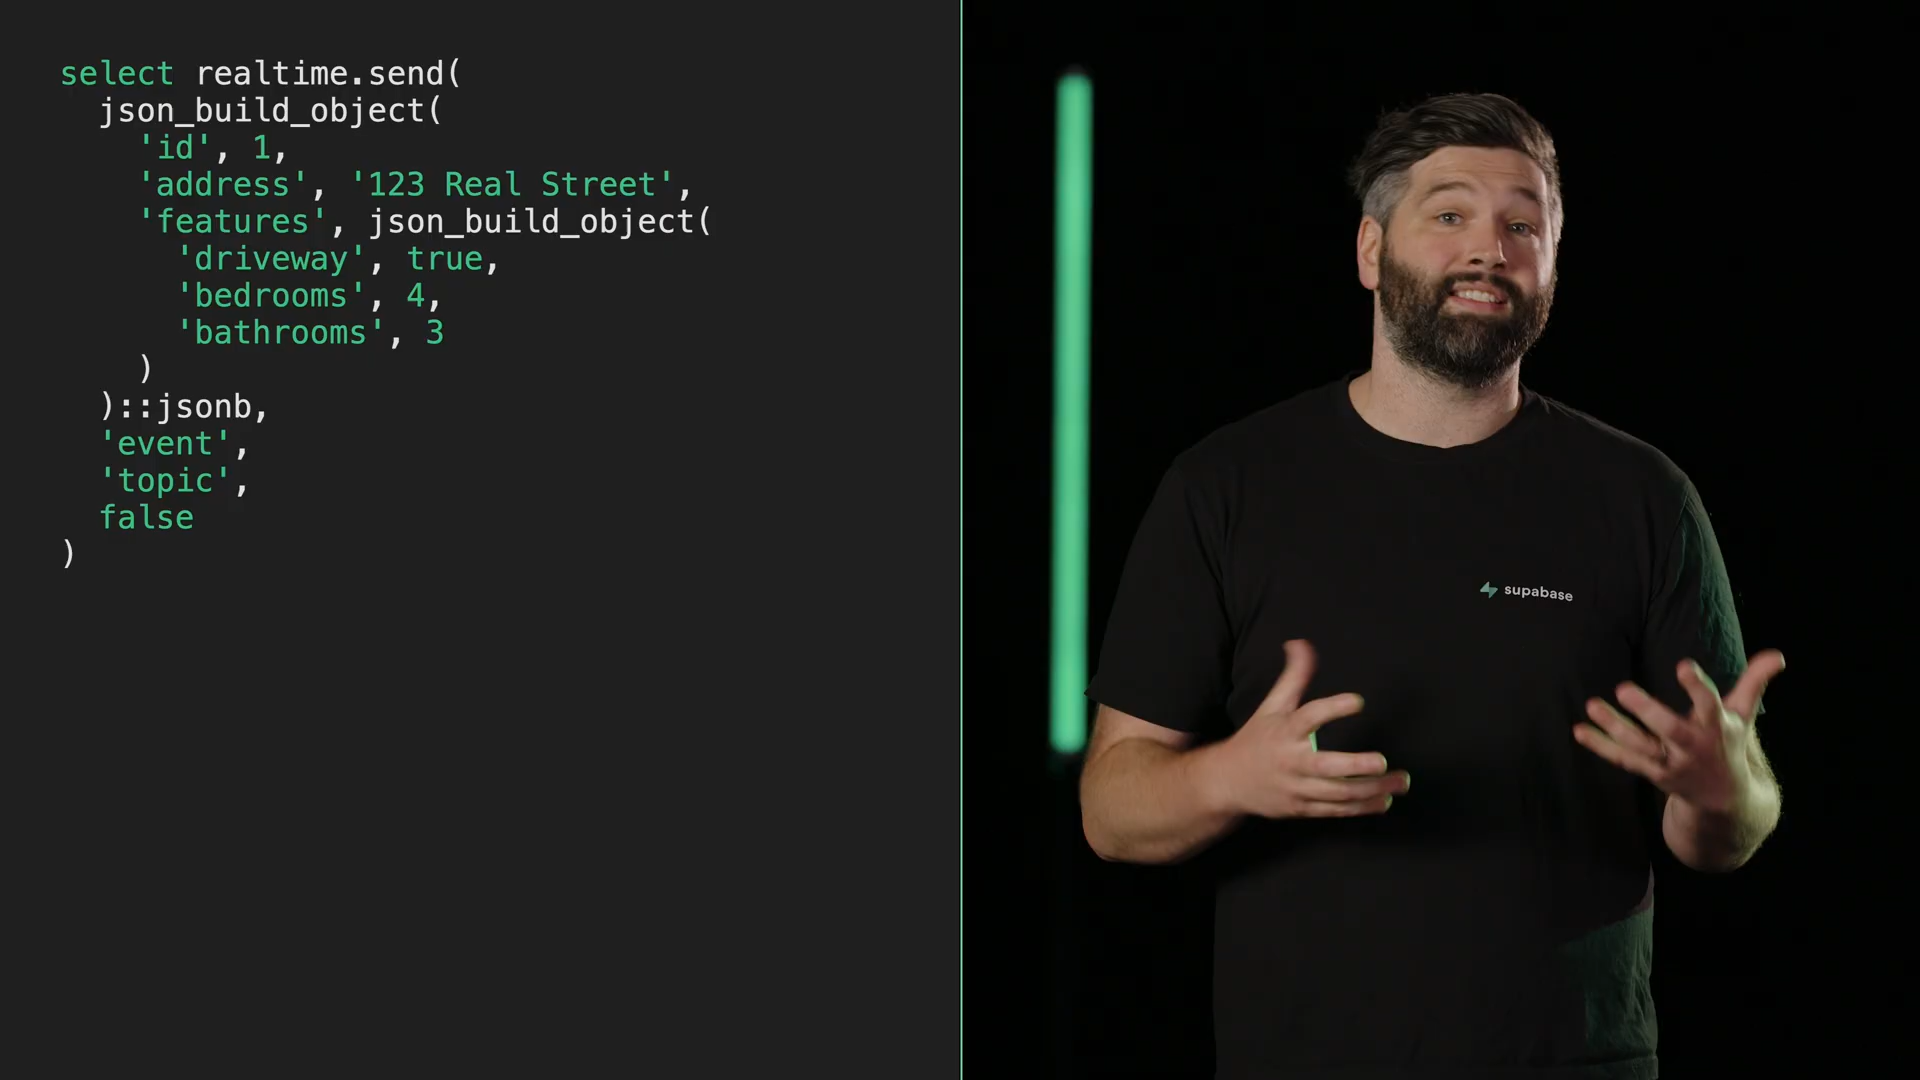 select realtime.send(
  json_build_object(
    'id', 1,
    'address', '123 Real Street',
    'features', json_build_object(
      'driveway', true,
      'bedrooms', 4,
      'bathrooms', 3
    )
  )::jsonb,
  'event',
  'topic',
  false
)
supabase